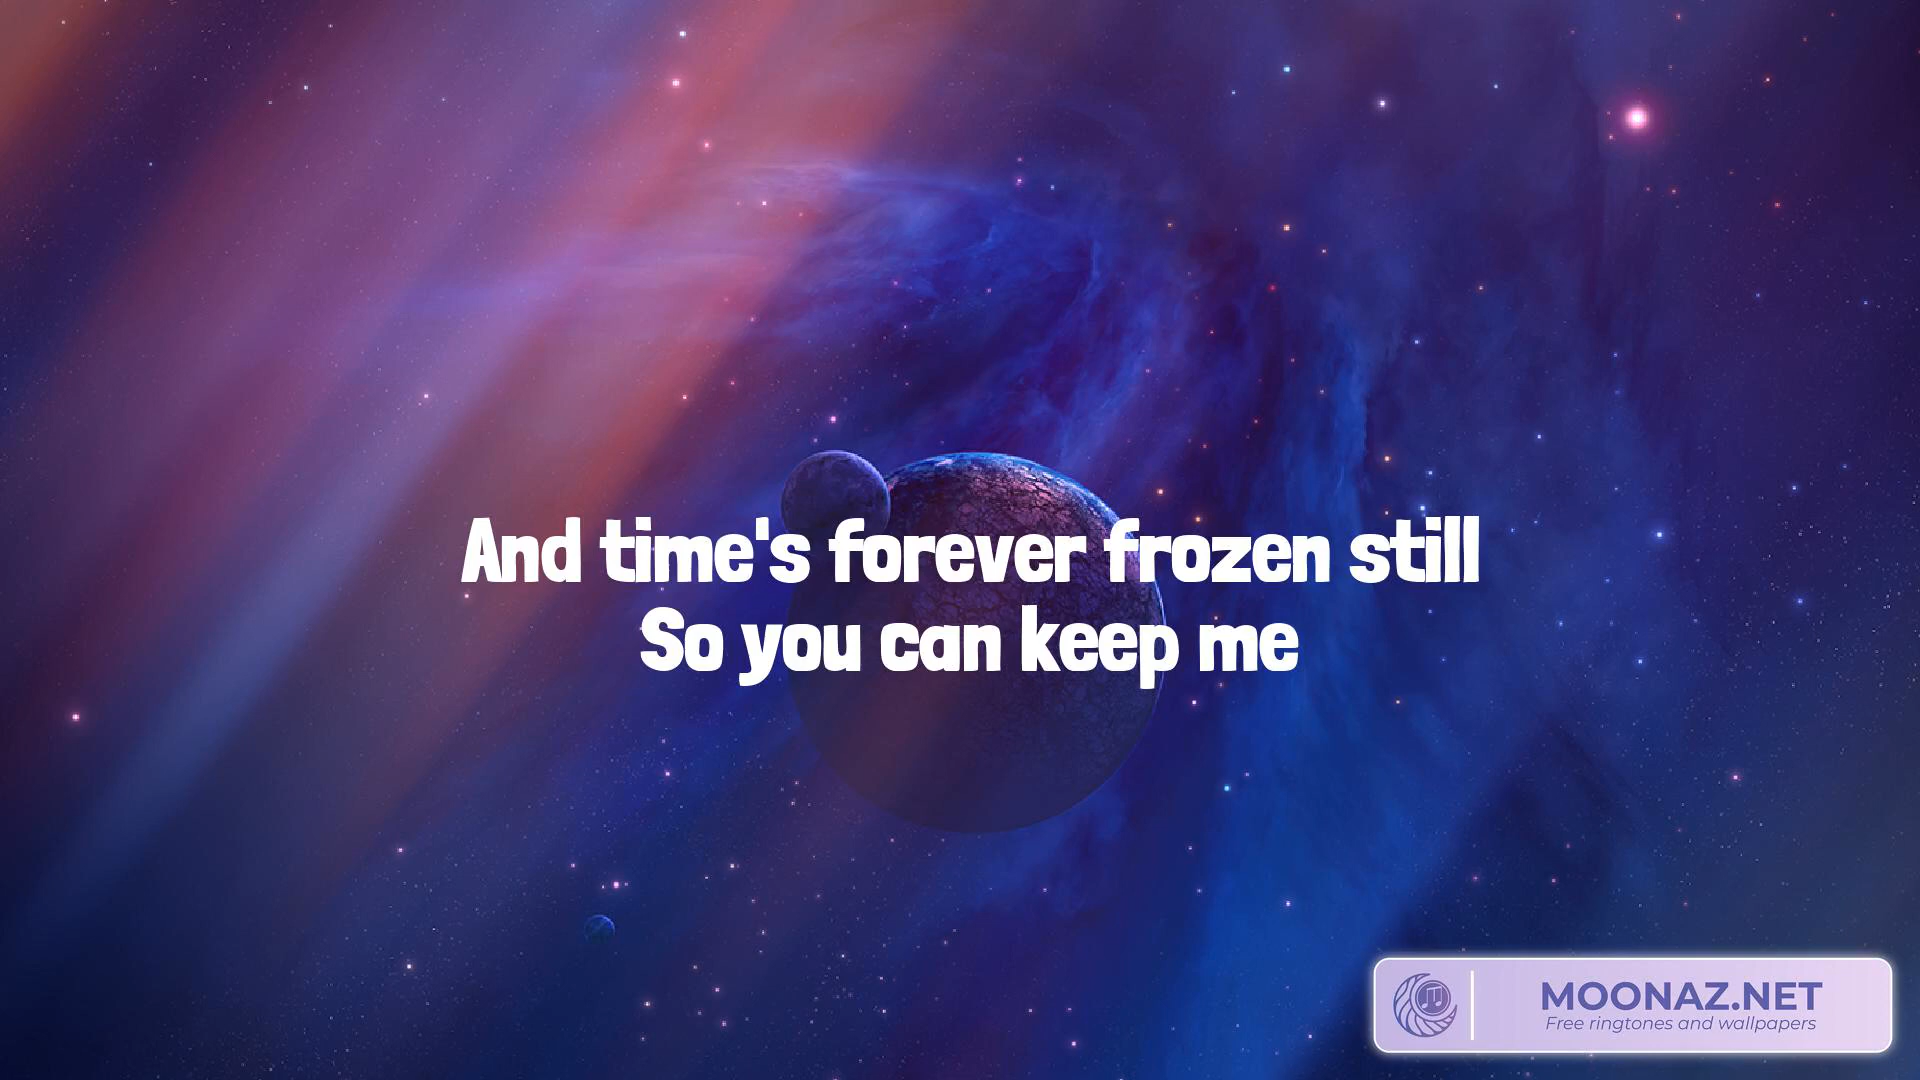 And time's forever frozen still
So you can keep me
MOONAZ.NET
Free ringtones and wallpapers